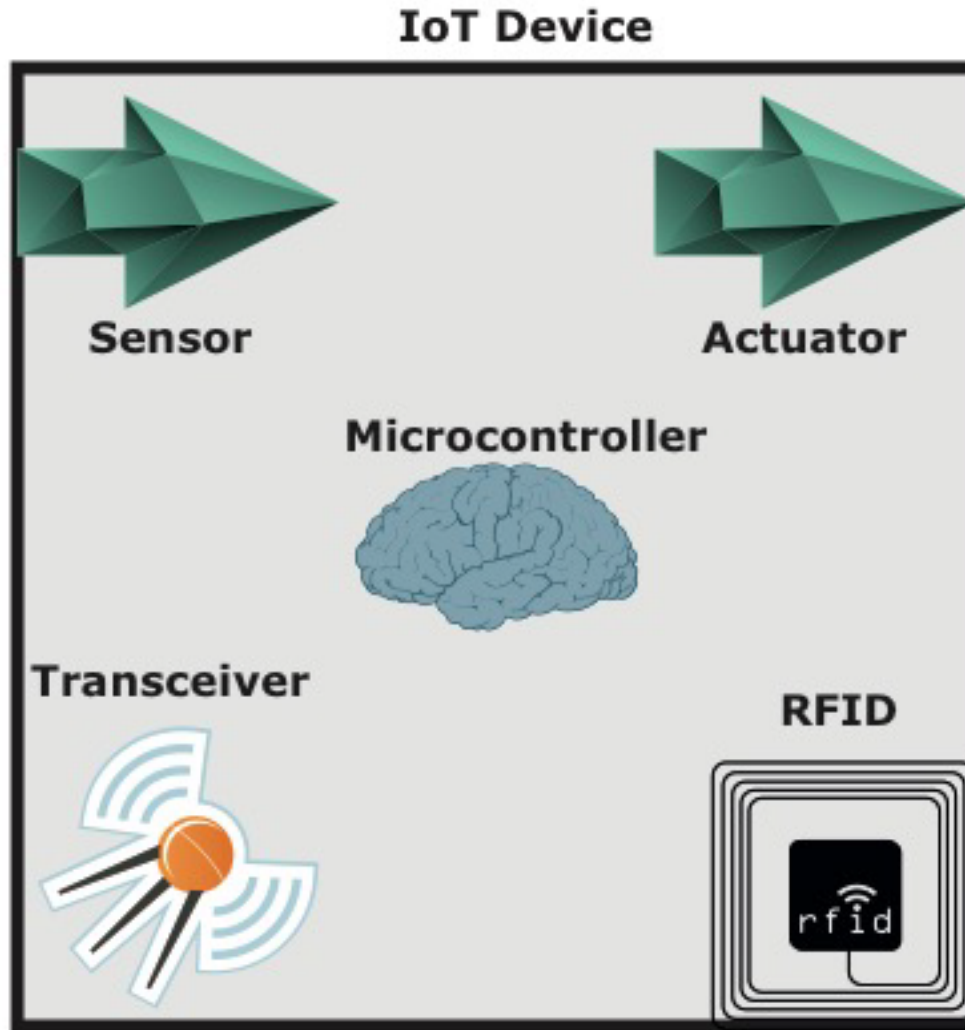 IoT Device
Sensor
Actuator
Microcontroller
Transceiver
RFID
rfid